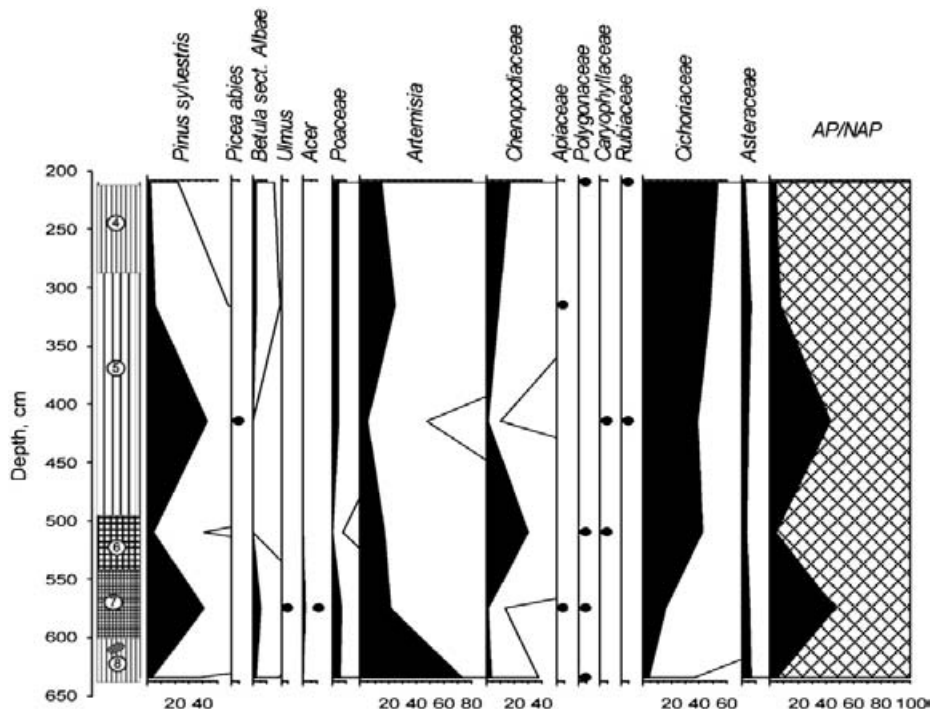 Pinus sylvestris
Picea abies
Betula sect. Albae
Ulmus
Acer
Poaceae
Artemisia
Chenopodiaceae
Apiaceae
Polygonaceae
Caryophyllaceae
Rubiaceae
Cichoriaceae
Asteraceae
AP/NAP
Depth, cm
200
250
300
350
400
450
500
550
600
650
4
5
6
7
8
20 40 20 40 60 80 20 40 20 40 60 20 40 60 80 100